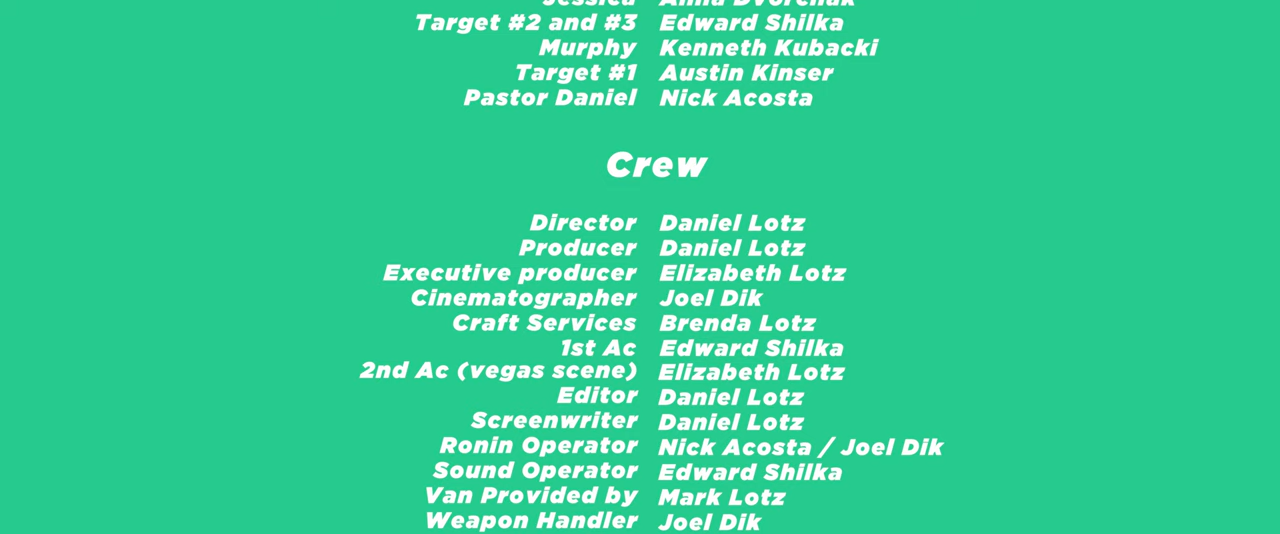 Target #2 and #3 Edward Shilka
Murphy Kenneth Kubacki
Target #1 Austin Kinser
Pastor Daniel Nick Acosta
Crew
Director Daniel Lotz
Producer Daniel Lotz
Executive producer Elizabeth Lotz
Cinematographer Joel Dik
Craft Services Brenda Lotz
1st Ac Edward Shilka
2nd Ac (vegas scene) Elizabeth Lotz
Editor Daniel Lotz
Screenwriter Daniel Lotz
Ronin Operator Nick Acosta / Joel Dik
Sound Operator Edward Shilka
Van Provided by Mark Lotz
Weapon Handler Joel Dik